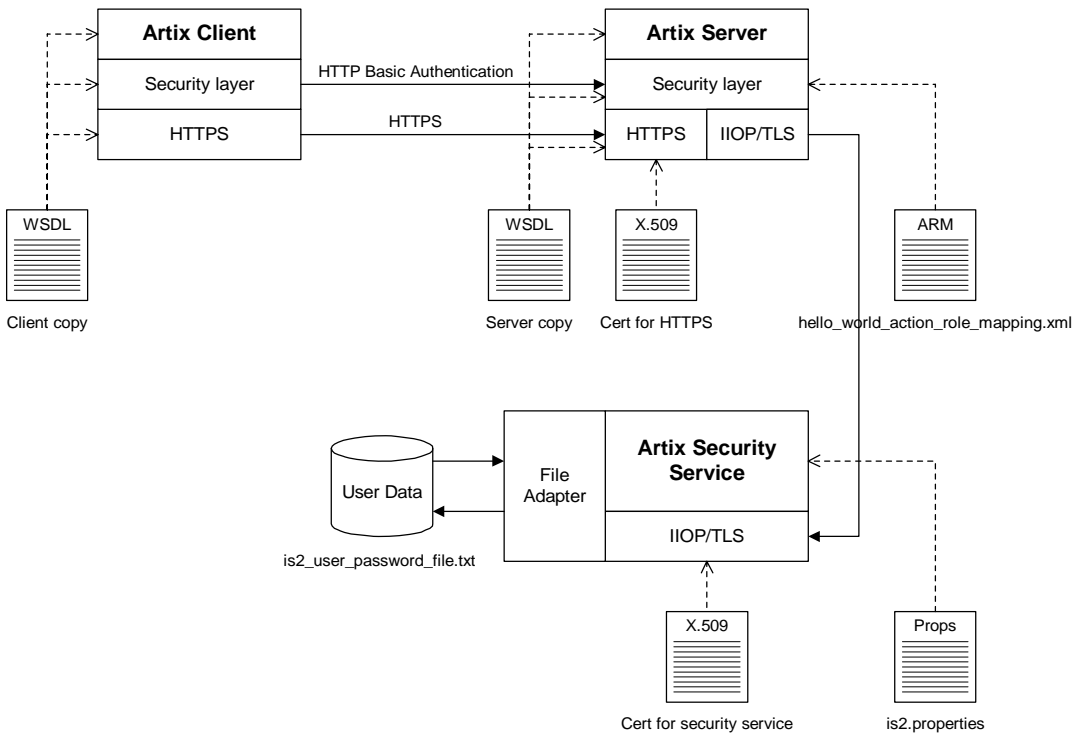 Artix Client
Artix Server
Security layer
HTTP Basic Authentication
Security layer
HTTPS
HTTPS
HTTPS
IIOP/TLS
WSDL
WSDL
X.509
ARM
Client copy
Server copy
Cert for HTTPS
hello_world_action_role_mapping.xml
User Data
File
Adapter
Artix Security
Service
IIOP/TLS
is2_user_password_file.txt
X.509
Props
Cert for security service
is2.properties